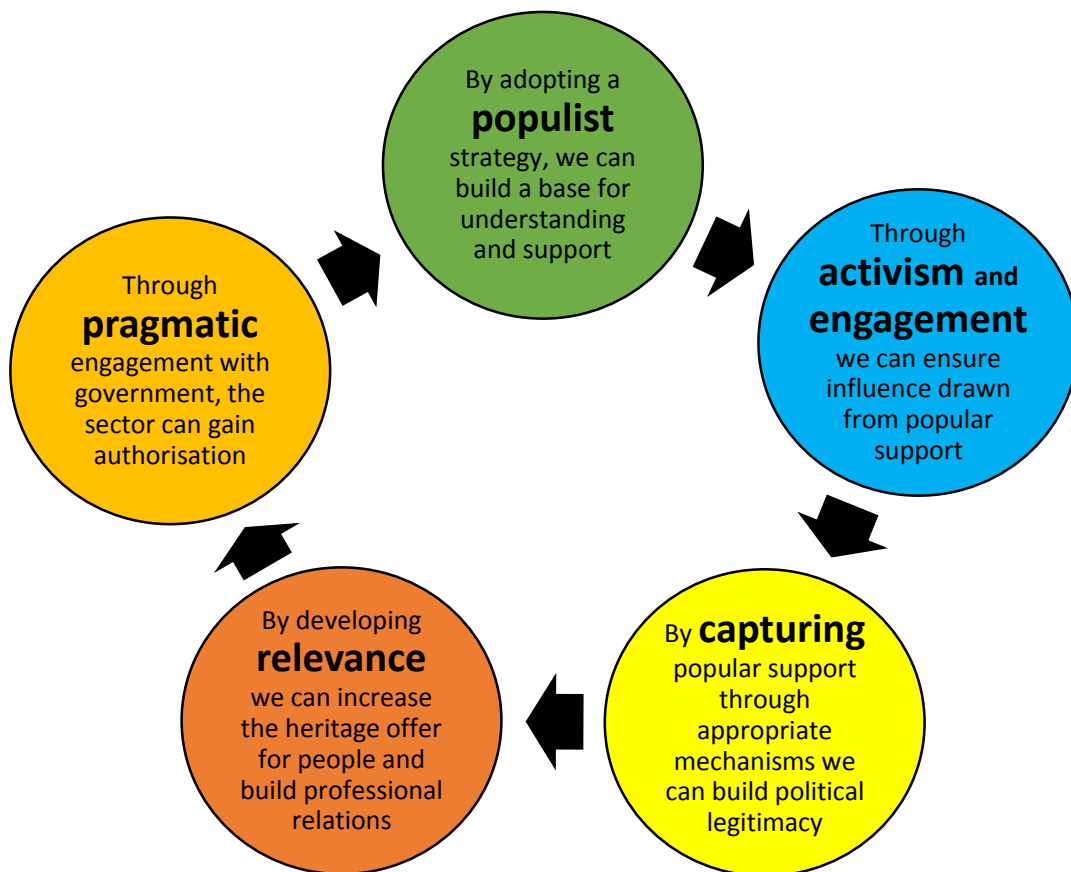 By adopting a
populist
strategy, we can
build a base for
understanding
and support
Through
activism and
engagement
we can ensure
influence drawn
from popular
support
By capturing
popular support
through
appropriate
mechanisms we
can build political
legitimacy
By developing
relevance
we can increase
the heritage offer
for people and
build professional
relations
Through
pragmatic
engagement with
government, the
sector can gain
authorisation